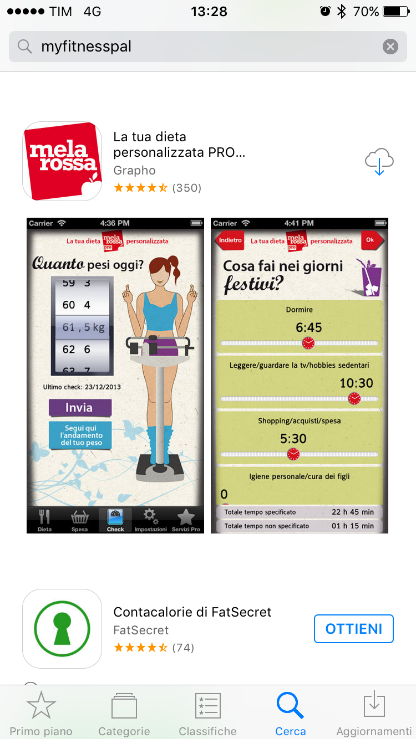 TIM 4G 13:28 70%
myfitnesspal
mela rossa
La tua dieta
personalizzata PRO...
Grapho
(350)
Carrier 4:36 PM
La tua dieta mela rossa personalizzata
Quanto pesi oggi?
59 3
60 4
61 , 5 kg
62 6
63 7
Ultimo check: 23/12/2013
Invia
Segui qui
l'andamento
del tuo peso
Dieta Spesa Check Impostazioni Servizi Pro
Carrier 4:41 PM
Indietro La tua dieta mela rossa personalizzata Ok
Cosa fai nei giorni
festivi?
Dormire
6:45
Leggere/guardare la tv/hobbies sedentari
10:30
Shopping/acquisti/spesa
5:30
Igiene personale/cura dei figli
0
Totale tempo specificato 22 h 45 min
Totale tempo non specificato 01 h 15 min
Contacalorie di FatSecret
FatSecret
(74)
OTTIENI
Primo piano Categorie Classifiche Cerca Aggiornamenti